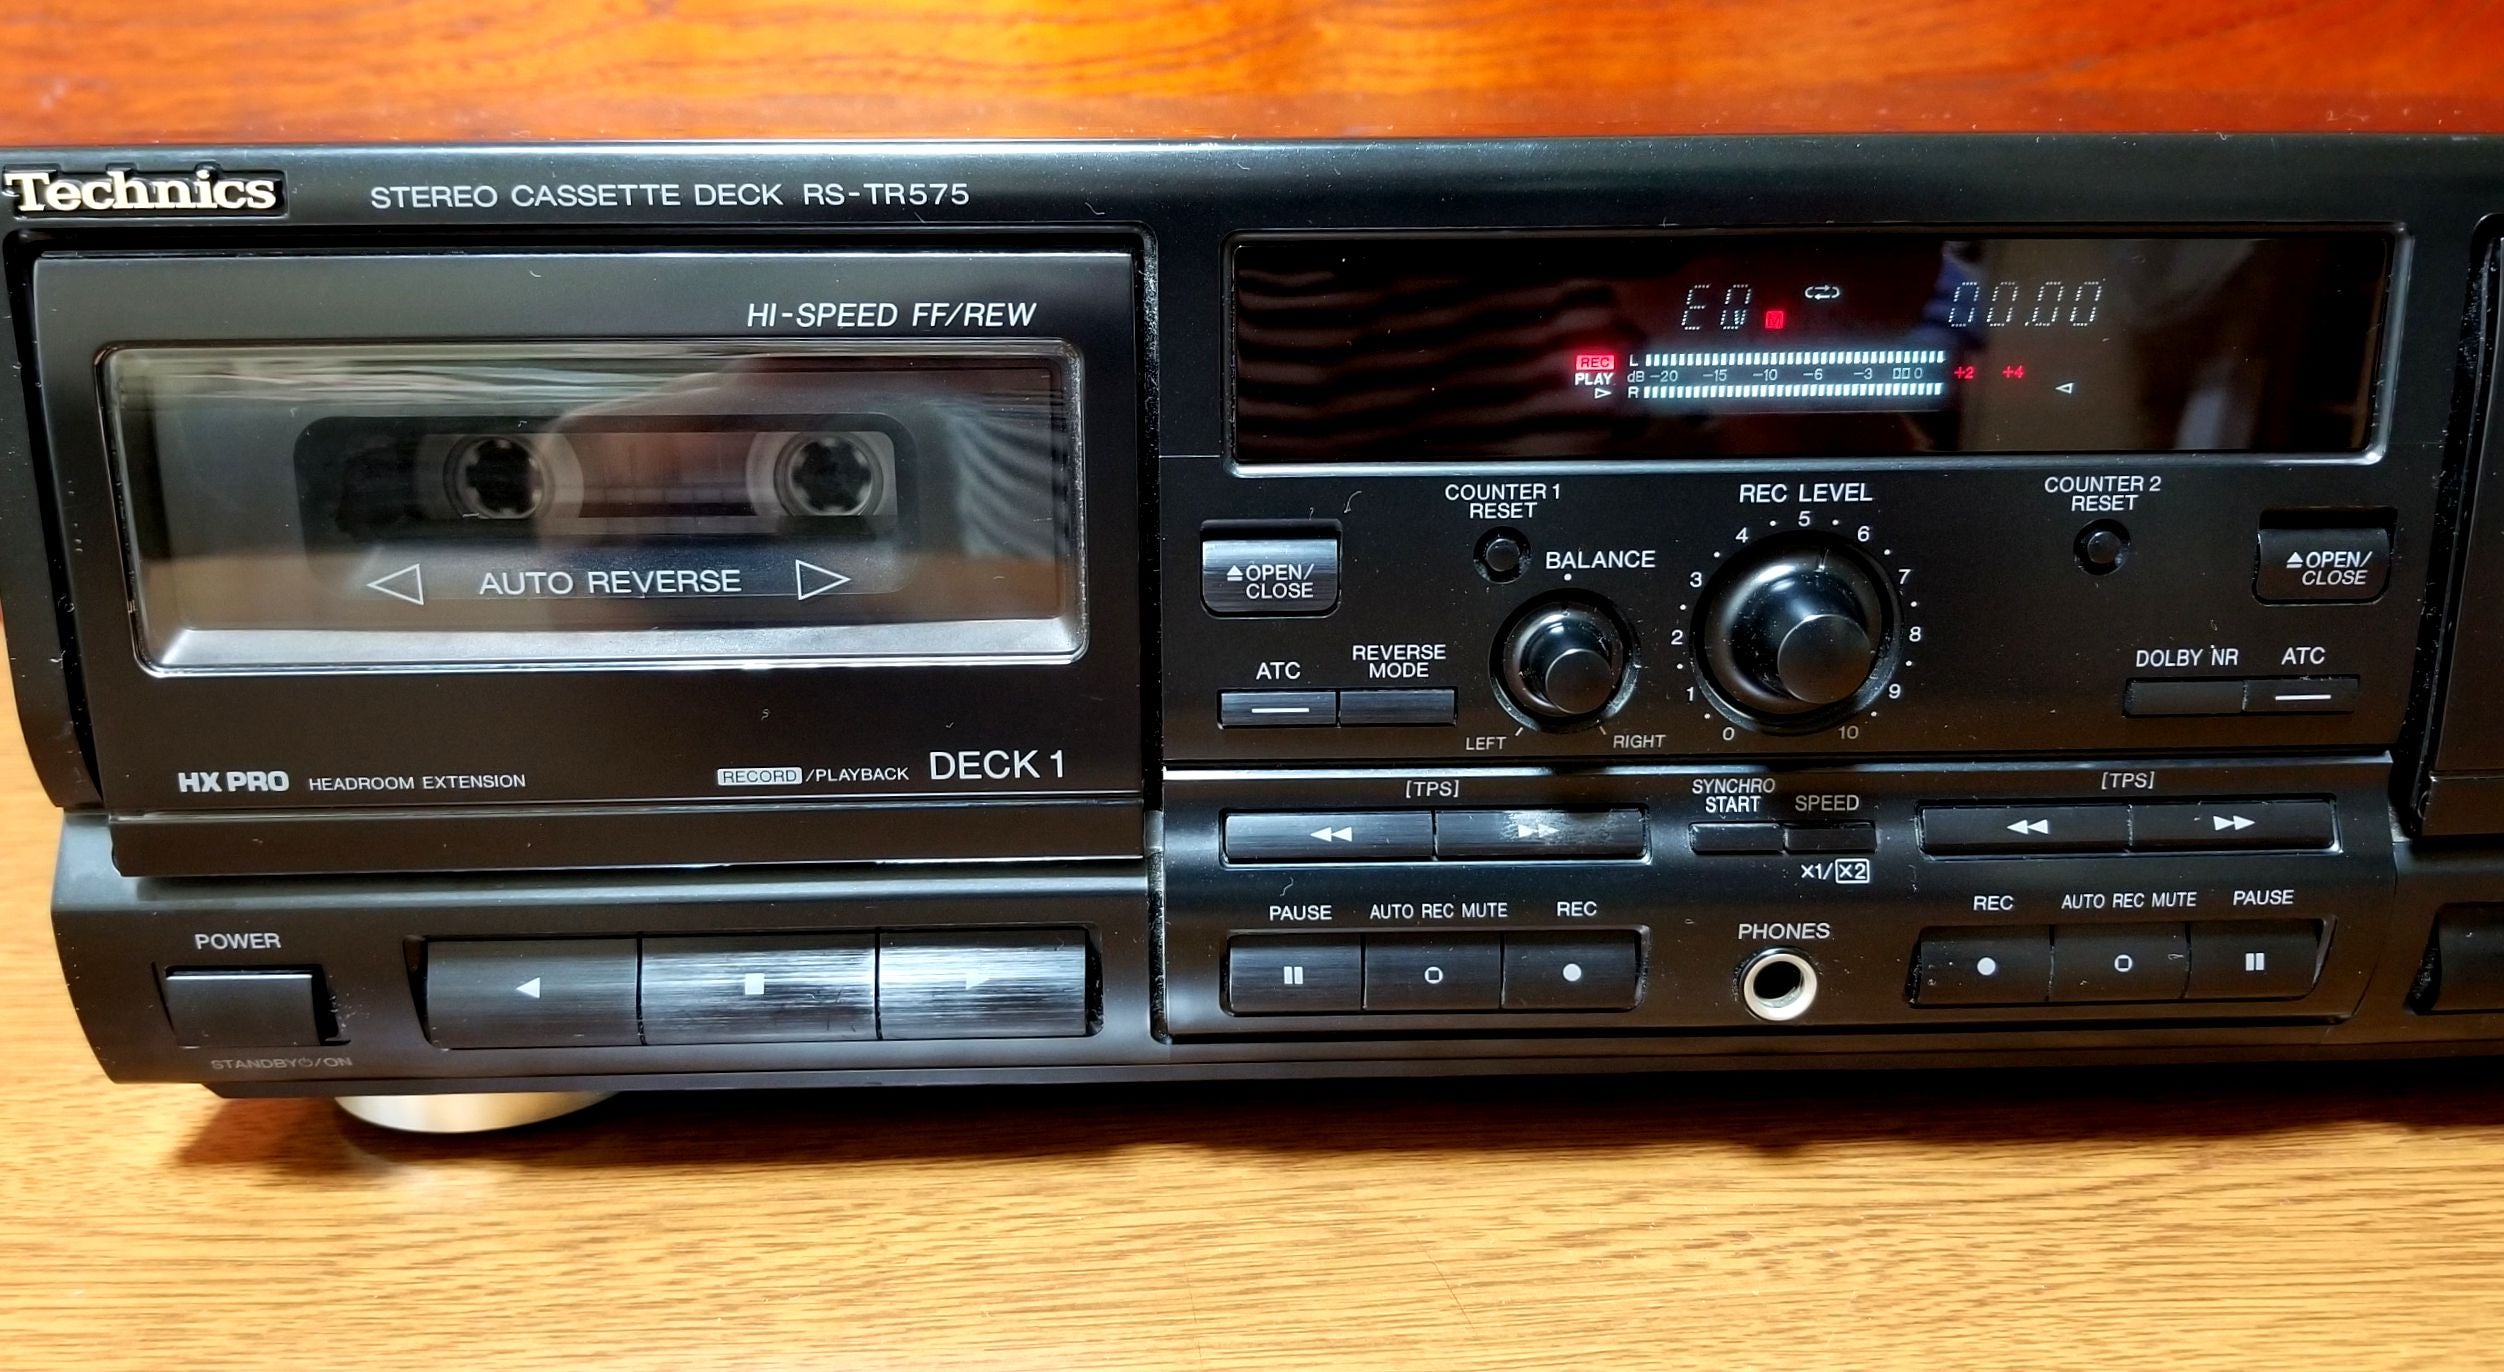 Technics
STEREO CASSETTE DECK RS-TR575
HI-SPEED FF/REW
◁ AUTO REVERSE ▷
HX PRO HEADROOM EXTENSION
RECORD/PLAYBACK DECK 1
POWER
STANDBY⏻/ON
00.00
REC
PLAY
▷
L
dB -20 -15 -10 -6 -3 0 +2 +4
R
◁
COUNTER 1
RESET
REC LEVEL
COUNTER 2
RESET
⏏OPEN/
CLOSE
BALANCE
LEFT RIGHT
0 1 2 3 4 5 6 7 8 9 10
⏏OPEN/
CLOSE
ATC
REVERSE
MODE
DOLBY NR
ATC
[TPS]
SYNCHRO
START
SPEED
×1/×2
[TPS]
PAUSE AUTO REC MUTE REC
PHONES
REC AUTO REC MUTE PAUSE